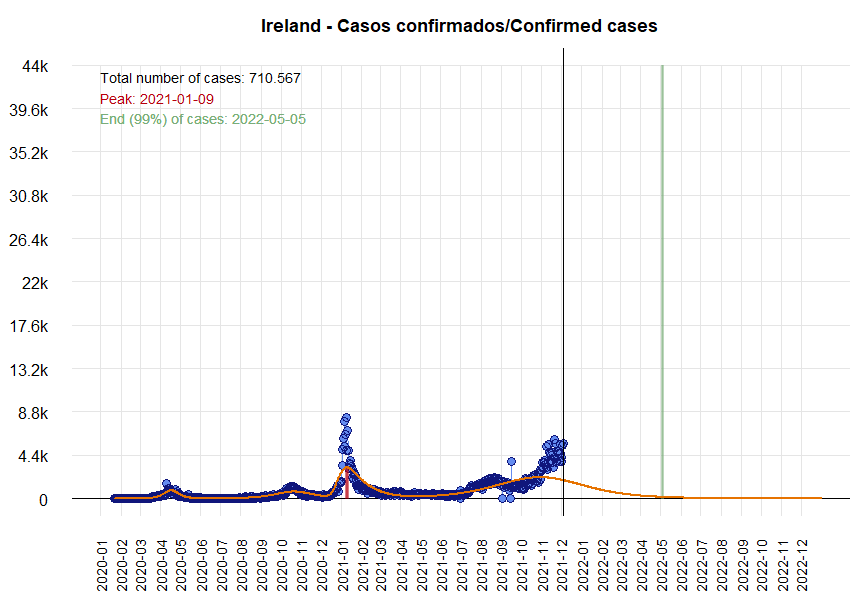 Ireland - Casos confirmados/Confirmed cases
Total number of cases: 710.567
Peak: 2021-01-09
End (99%) of cases: 2022-05-05
44k
39.6k
35.2k
30.8k
26.4k
22k
17.6k
13.2k
8.8k
4.4k
0
2020-01
2020-02
2020-03
2020-04
2020-05
2020-06
2020-07
2020-08
2020-09
2020-10
2020-11
2020-12
2021-01
2021-02
2021-03
2021-04
2021-05
2021-06
2021-07
2021-08
2021-09
2021-10
2021-11
2021-12
2022-01
2022-02
2022-03
2022-04
2022-05
2022-06
2022-07
2022-08
2022-09
2022-10
2022-11
2022-12